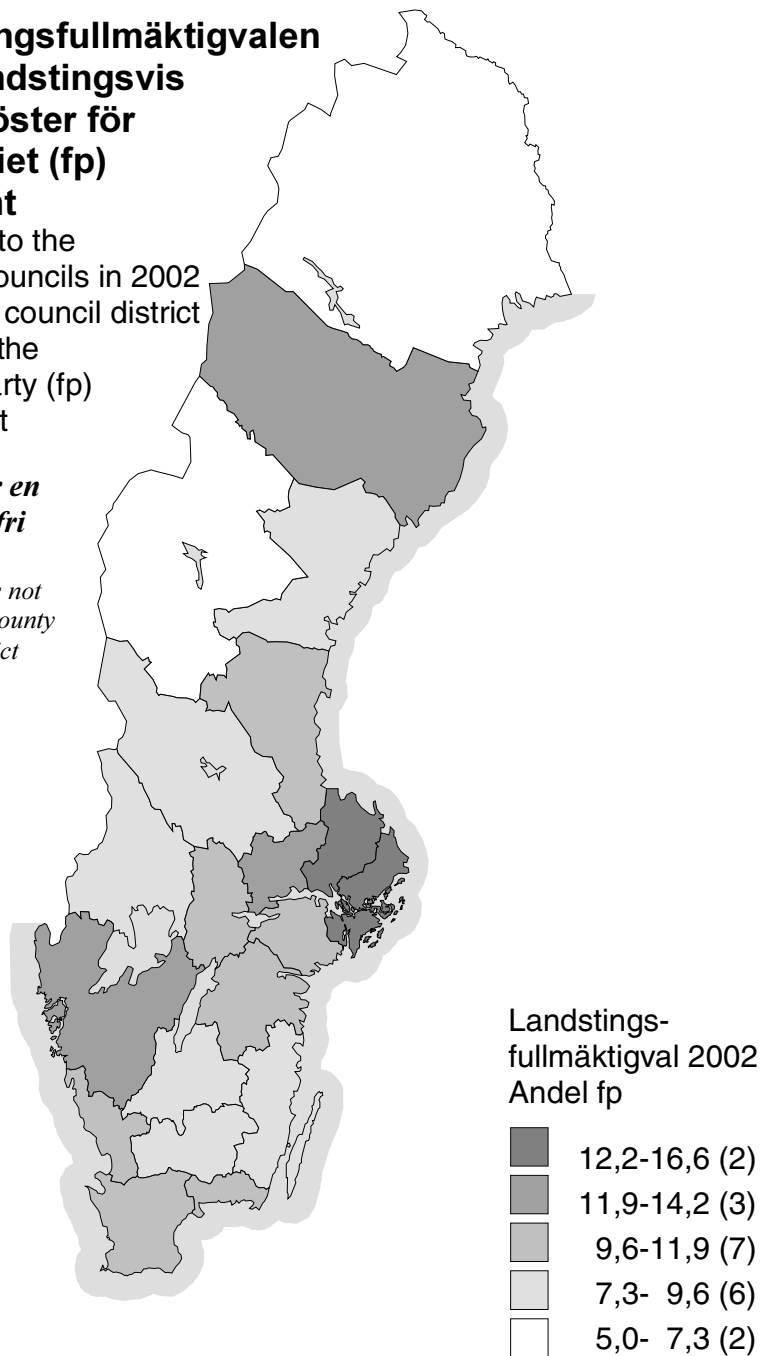 ngsfullmäktigvalen
ndstingsvis
öster för
iet (fp)
nt
to the
ouncils in 2002
council district
the
arty (fp)
t
r en
fri
not
ounty
ict
Landstings-
fullmäktigval 2002
Andel fp
12,2-16,6 (2)
11,9-14,2 (3)
9,6-11,9 (7)
7,3- 9,6 (6)
5,0- 7,3 (2)